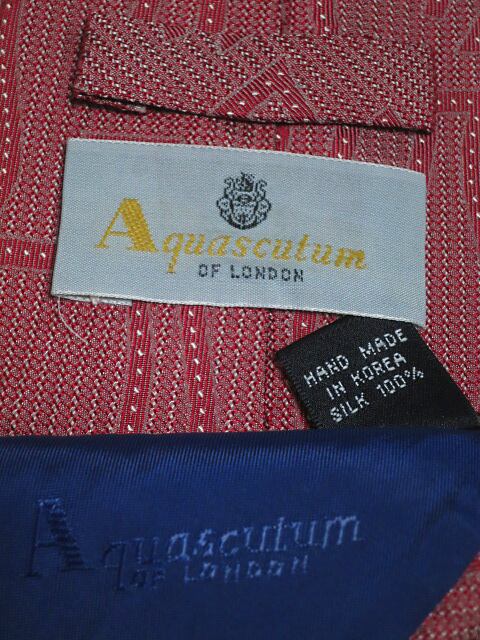 Aquascutum
OF LONDON
HAND MADE
IN KOREA
SILK 100%
Aquascutum
OF LONDON